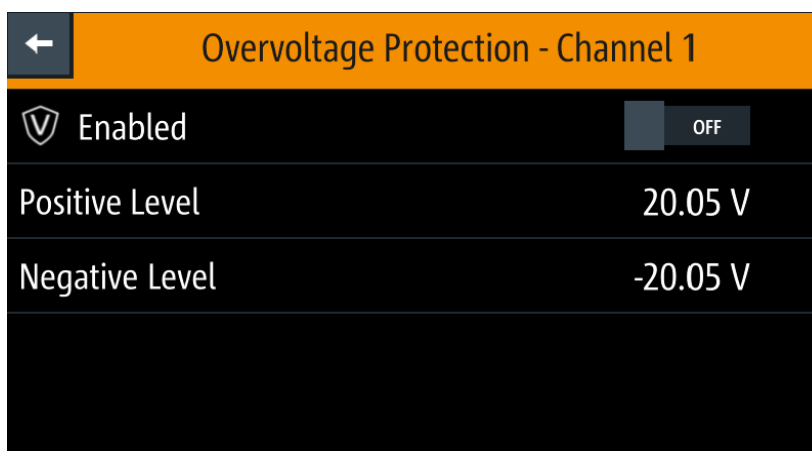 Overvoltage Protection - Channel 1
V Enabled OFF
Positive Level 20.05 V
Negative Level -20.05 V